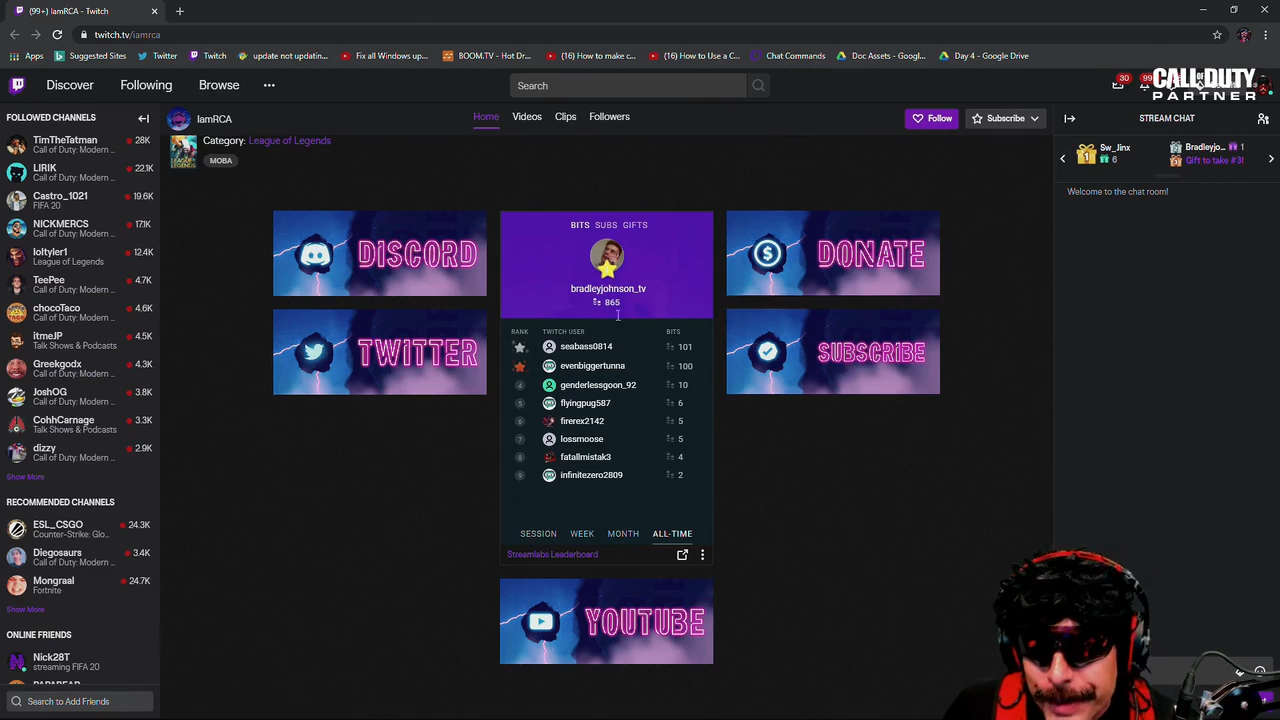 (99+) IamRCA - Twitch
twitch.tv/iamrca
Apps
Suggested Sites
Twitter
Twitch
update not updatin...
Fix all Windows up...
BOOM.TV - Hot Dr...
(16) How to make c...
(16) How to Use a C...
Chat Commands
Doc Assets - Googl...
Day 4 - Google Drive
Discover
Following
Browse
Search
30
CALL OF DUTY
PARTNER
FOLLOWED CHANNELS
TimTheTatman
28K
Call of Duty: Modern ...
LIRIK
22.1K
Call of Duty: Modern ...
Castro_1021
19.6K
FIFA 20
NICKMERCS
17.1K
Call of Duty: Modern ...
loltyler1
12.4K
League of Legends
TeePee
4.7K
Call of Duty: Modern ...
chocoTaco
4.6K
Call of Duty: Modern ...
itmeJP
4.5K
Talk Shows & Podcasts
Greekgodx
4.3K
Call of Duty: Modern ...
JoshOG
3.4K
Call of Duty: Modern ...
CohhCarnage
3.3K
Talk Shows & Podcasts
dizzy
2.9K
Call of Duty: Modern ...
Show More
RECOMMENDED CHANNELS
ESL_CSGO
24.3K
Counter-Strike: Glo...
Diegosaurs
3.4K
Call of Duty: Modern ...
Mongraal
24.7K
Fortnite
Show More
ONLINE FRIENDS
Nick28T
streaming FIFA 20
Search to Add Friends
IamRCA
Home
Videos
Clips
Followers
Follow
Subscribe
Category: League of Legends
MOBA
DISCORD
TWITTER
BITS SUBS GIFTS
bradleyjohnson_tv
865
RANK TWITCH USER BITS
seabass0814 101
evenbiggertunna 100
4 genderlessgoon_92 10
5 flyingpug587 6
6 firerex2142 5
7 lossmoose 5
8 fatallmistak3 4
9 infinitezero2809 2
SESSION WEEK MONTH ALL-TIME
Streamlabs Leaderboard
YOUTUBE
DONATE
SUBSCRIBE
STREAM CHAT
1
Sw_Jinx
6
Bradleyjo... 1
Gift to take #3!
Welcome to the chat room!